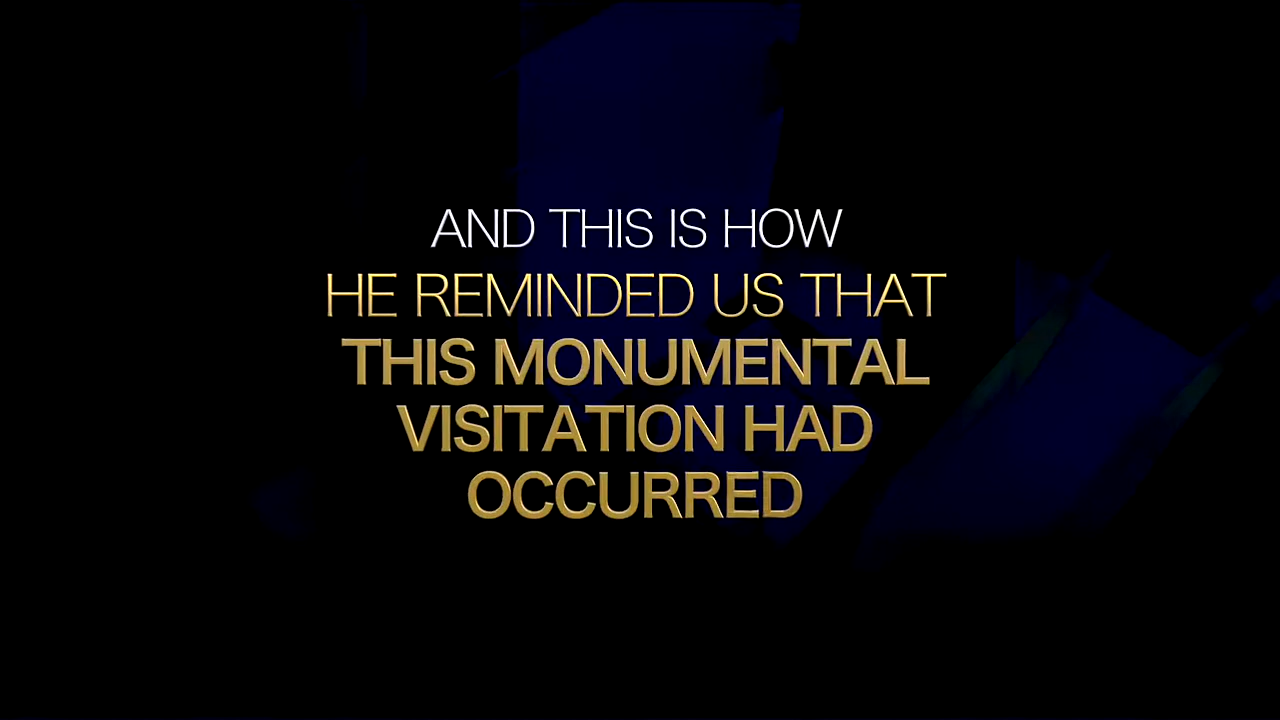 AND THIS IS HOW
HE REMINDED US THAT
THIS MONUMENTAL
VISITATION HAD
OCCURRED